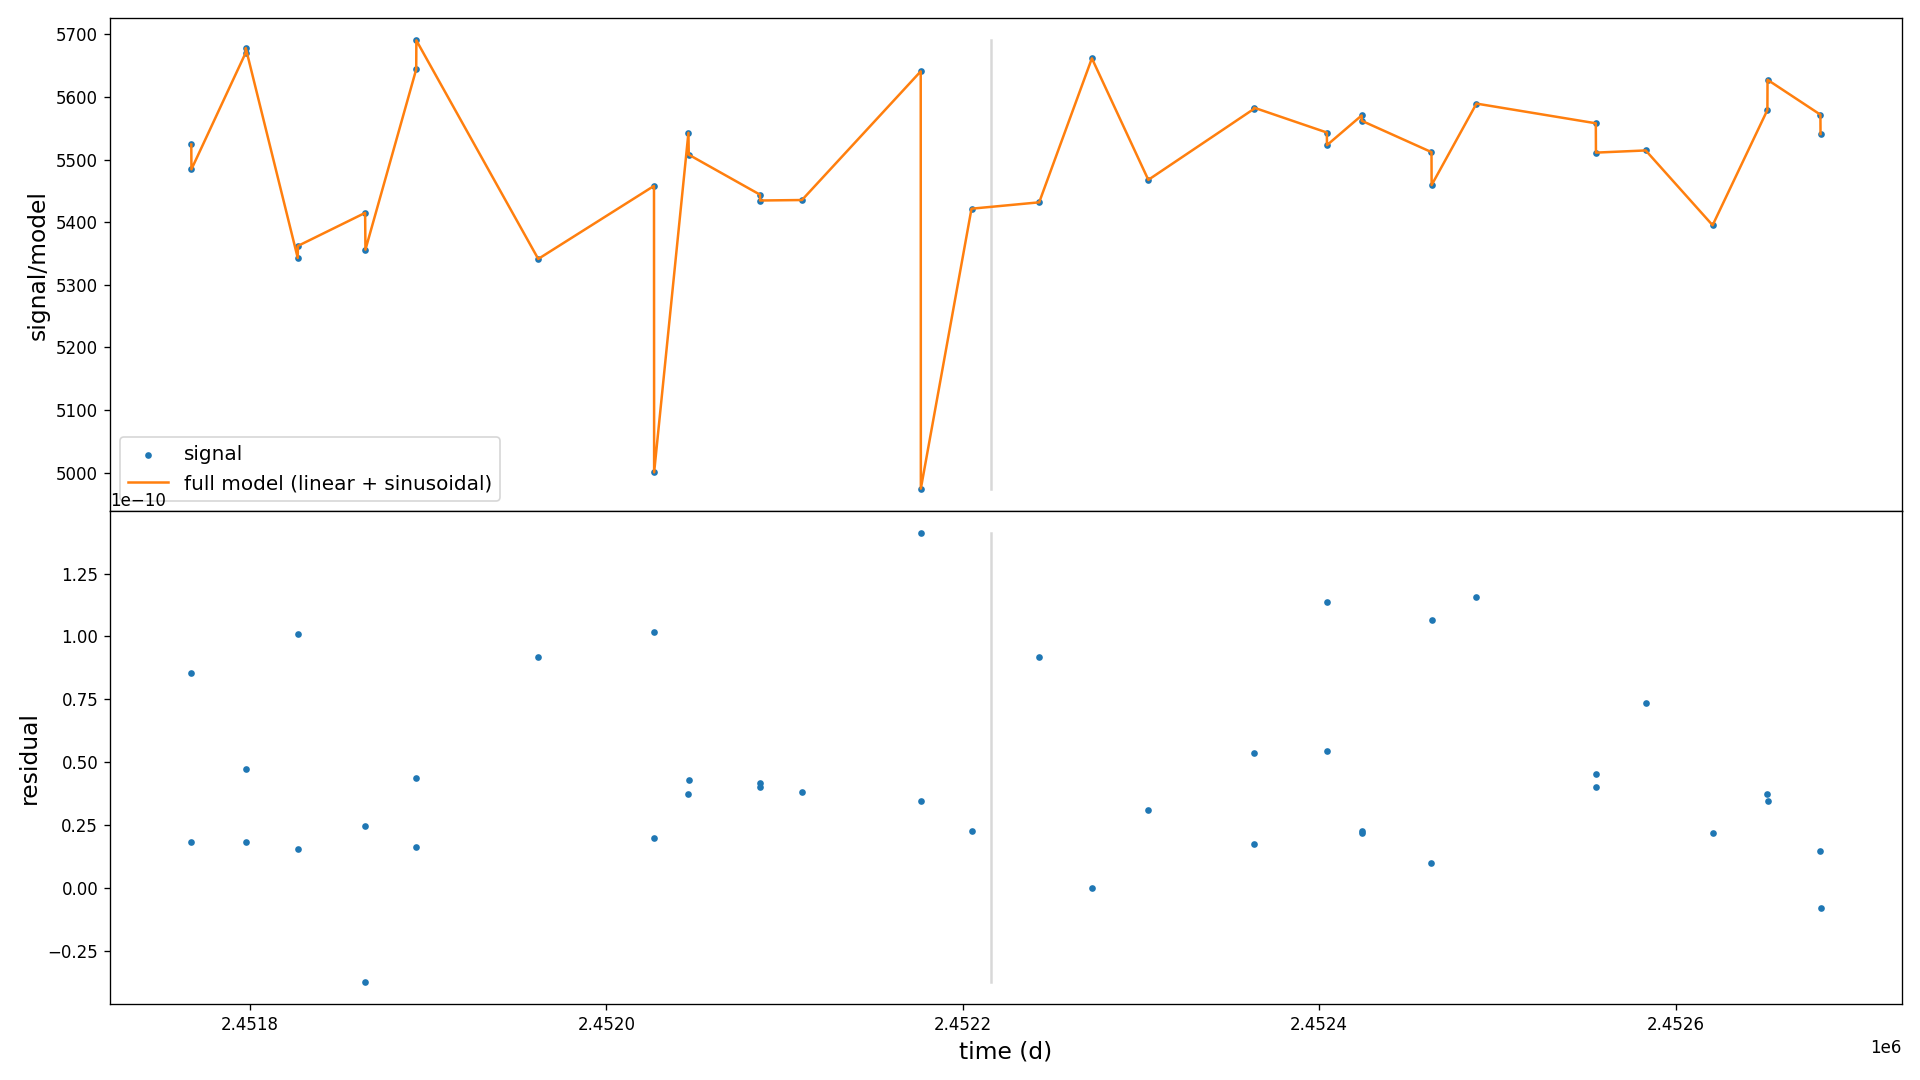 5700
5600
5500
5400
5300
5200
5100
5000
signal/model
signal
full model (linear + sinusoidal)
1e−10
1.25
1.00
0.75
0.50
0.25
0.00
−0.25
residual
2.4518 2.4520 2.4522 2.4524 2.4526
time (d)
1e6